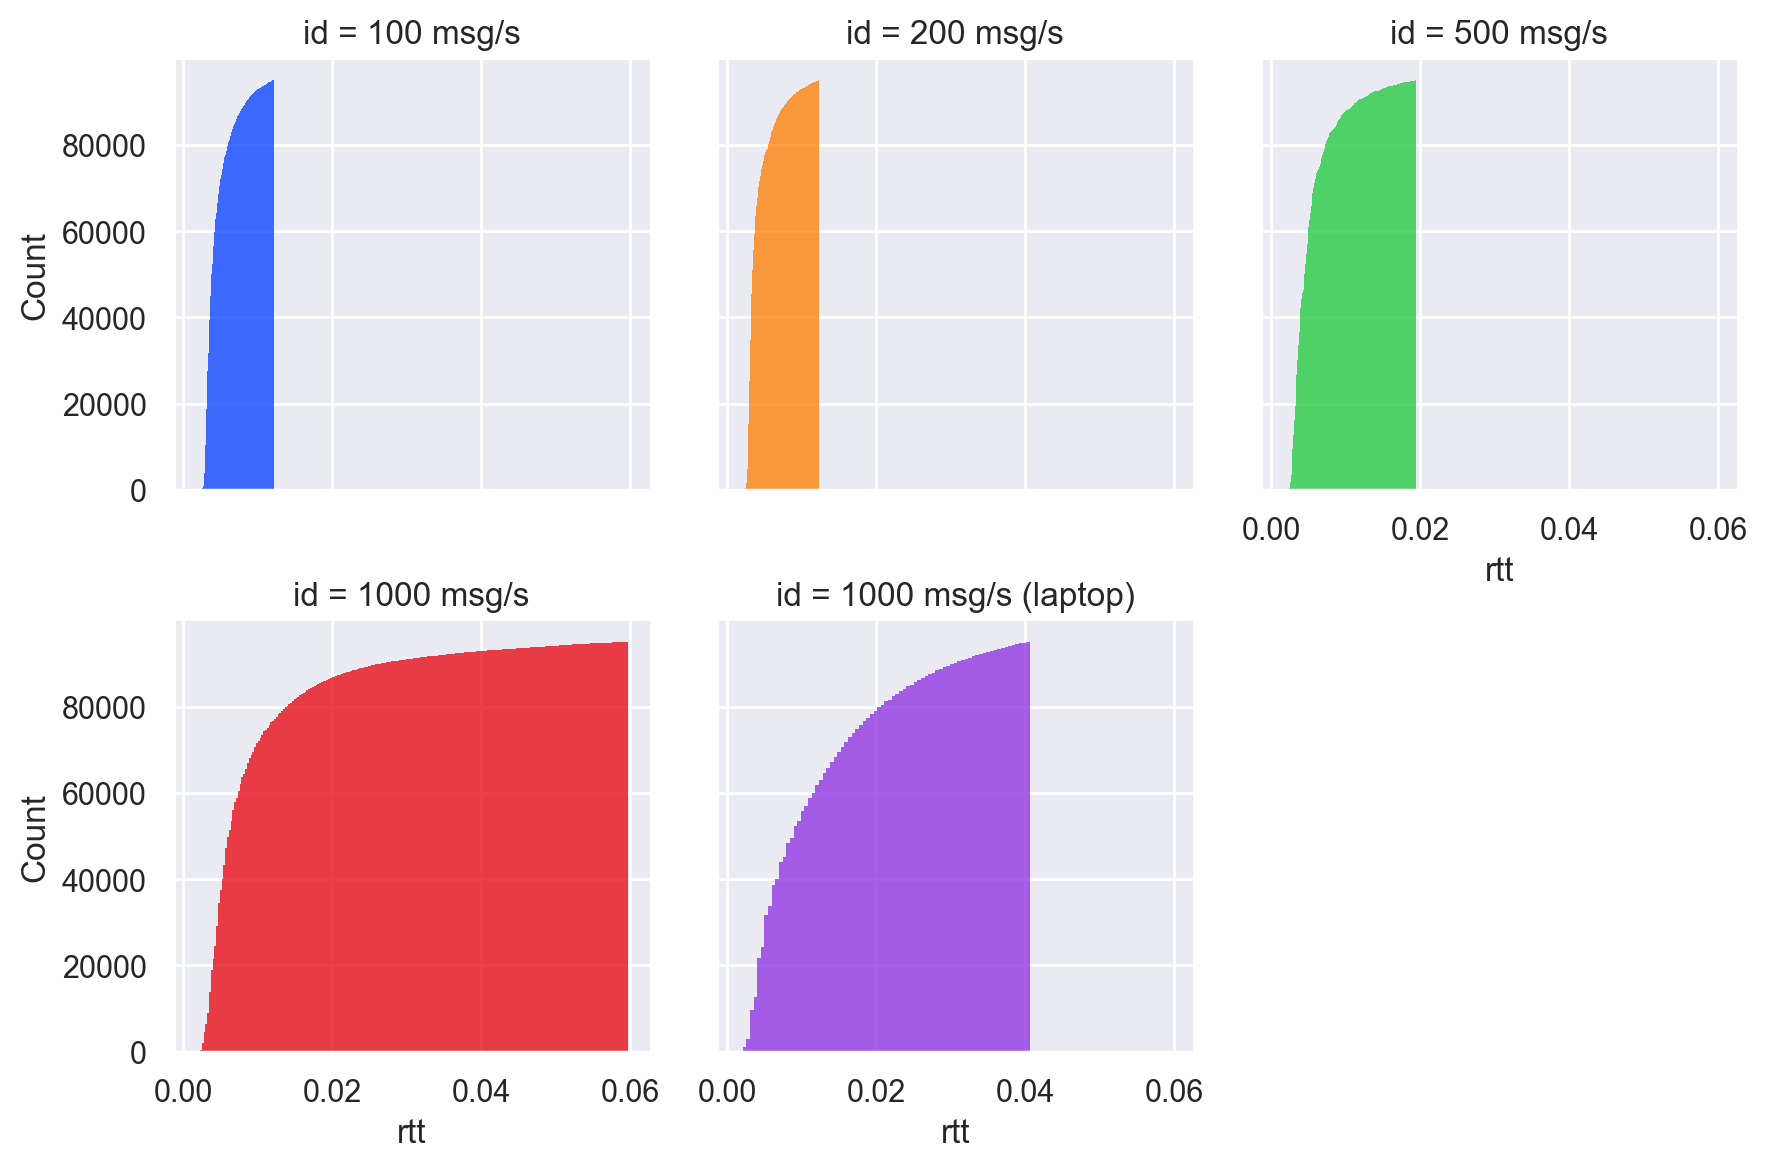 id = 100 msg/s
id = 200 msg/s
id = 500 msg/s
Count
80000
60000
40000
20000
0
0.00 0.02 0.04 0.06
rtt
id = 1000 msg/s
id = 1000 msg/s (laptop)
Count
80000
60000
40000
20000
0
0.00 0.02 0.04 0.06
rtt
0.00 0.02 0.04 0.06
rtt